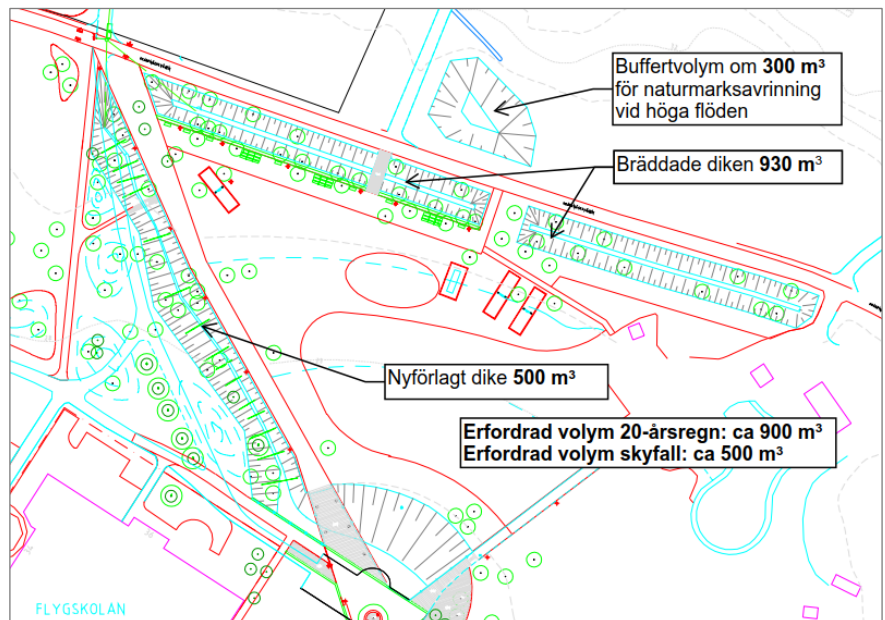 Buffertvolym om 300 m³
för naturmarksavrinning
vid höga flöden
Bräddade diken 930 m³
Nyförlagt dike 500 m³
Erfordrad volym 20-årsregn: ca 900 m³
Erfordrad volym skyfall: ca 500 m³
FLYGSKOLAN